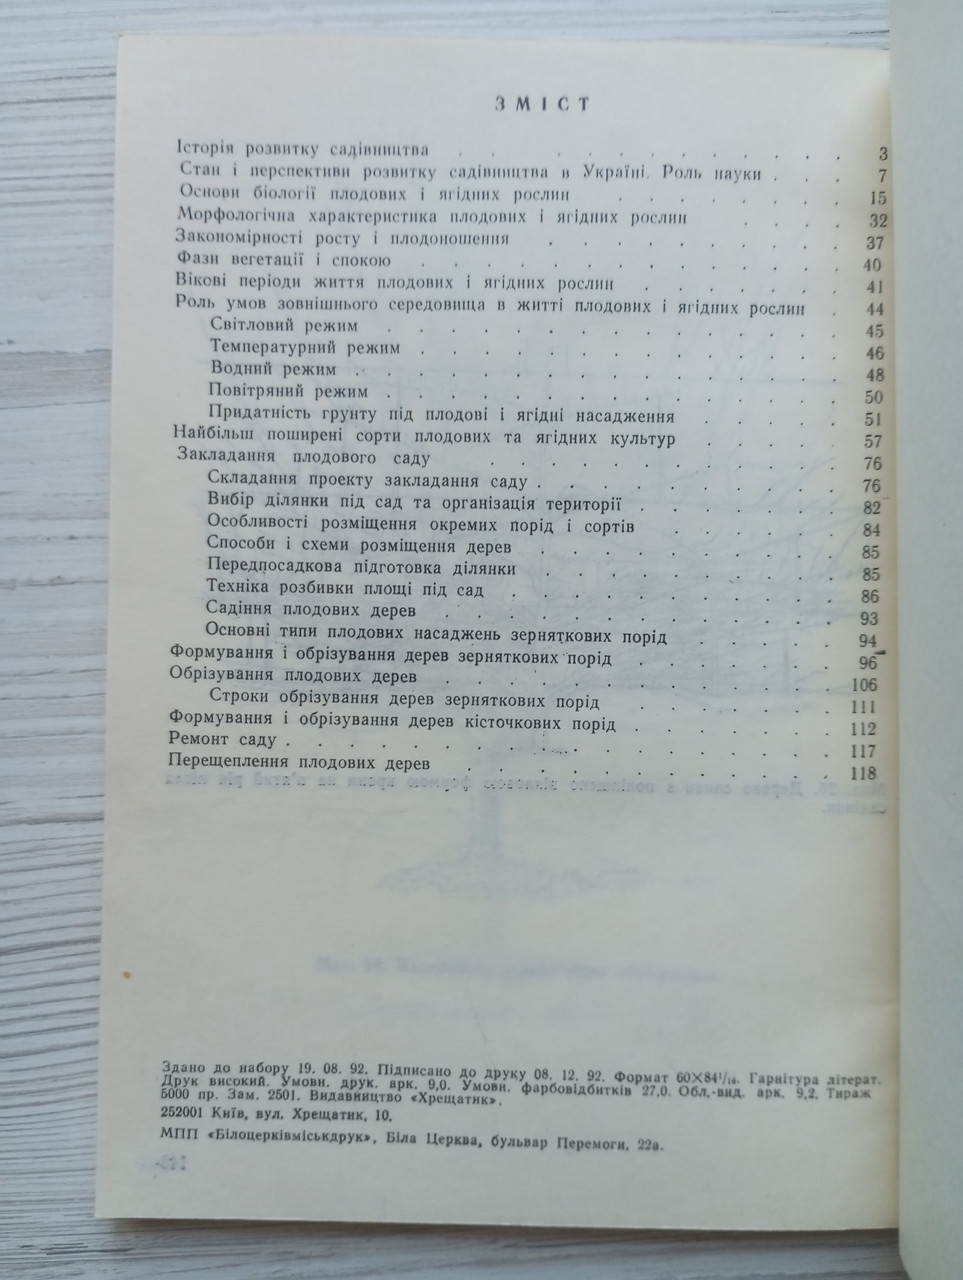 ЗМІСТ
Історія розвитку садівництва . . . . . . . . . . . 3
Стан і перспективи розвитку садівництва в Україні. Роль науки . . . 7
Основи біології плодових і ягідних рослин . . . . . . . 15
Морфологічна характеристика плодових і ягідних рослин . . . . 32
Закономірності росту і плодоношення . . . . . . . . . 37
Фази вегетації і спокою . . . . . . . . . . . . . 40
Вікові періоди життя плодових і ягідних рослин . . . . . . 41
Роль умов зовнішнього середовища в житті плодових і ягідних рослин . 44
Світловий режим . . . . . . . . . . . . . . 45
Температурний режим . . . . . . . . . . . . . 46
Водний режим . . . . . . . . . . . . . . . 48
Повітряний режим . . . . . . . . . . . . . . 50
Придатність грунту під плодові і ягідні насадження . . . . 51
Найбільш поширені сорти плодових та ягідних культур . . . . 57
Закладання плодового саду . . . . . . . . . . . 76
Складання проекту закладання саду . . . . . . . . . 76
Вибір ділянки під сад та організація території . . . . . . 82
Особливості розміщення окремих порід і сортів . . . . . 84
Способи і схеми розміщення дерев . . . . . . . . . 85
Передпосадкова підготовка ділянки . . . . . . . . . 85
Техніка розбивки площі під сад . . . . . . . . . . 86
Садіння плодових дерев . . . . . . . . . . . . 93
Основні типи плодових насаджень зерняткових порід . . . . 94
Формування і обрізування дерев зерняткових порід . . . . . . 96
Обрізування плодових дерев . . . . . . . . . . . . 106
Строки обрізування дерев зерняткових порід . . . . . . 111
Формування і обрізування дерев кісточкових порід . . . . . . 112
Ремонт саду . . . . . . . . . . . . . . . . 117
Перещеплення плодових дерев . . . . . . . . . . . 118
Здано до набору 19. 08. 92. Підписано до друку 08. 12. 92. Формат 60×84¹/₁₆. Гарнітура літерат.
Друк високий. Умовн. друк. арк. 9,0. Умовн. фарбовідбитків 27,0. Обл.-вид. арк. 9,2. Тираж
5000 пр. Зам. 2501. Видавництво «Хрещатик».
252001 Київ, вул. Хрещатик, 10.
МПП «Білоцерківміськдрук», Біла Церква, бульвар Перемоги, 22а.